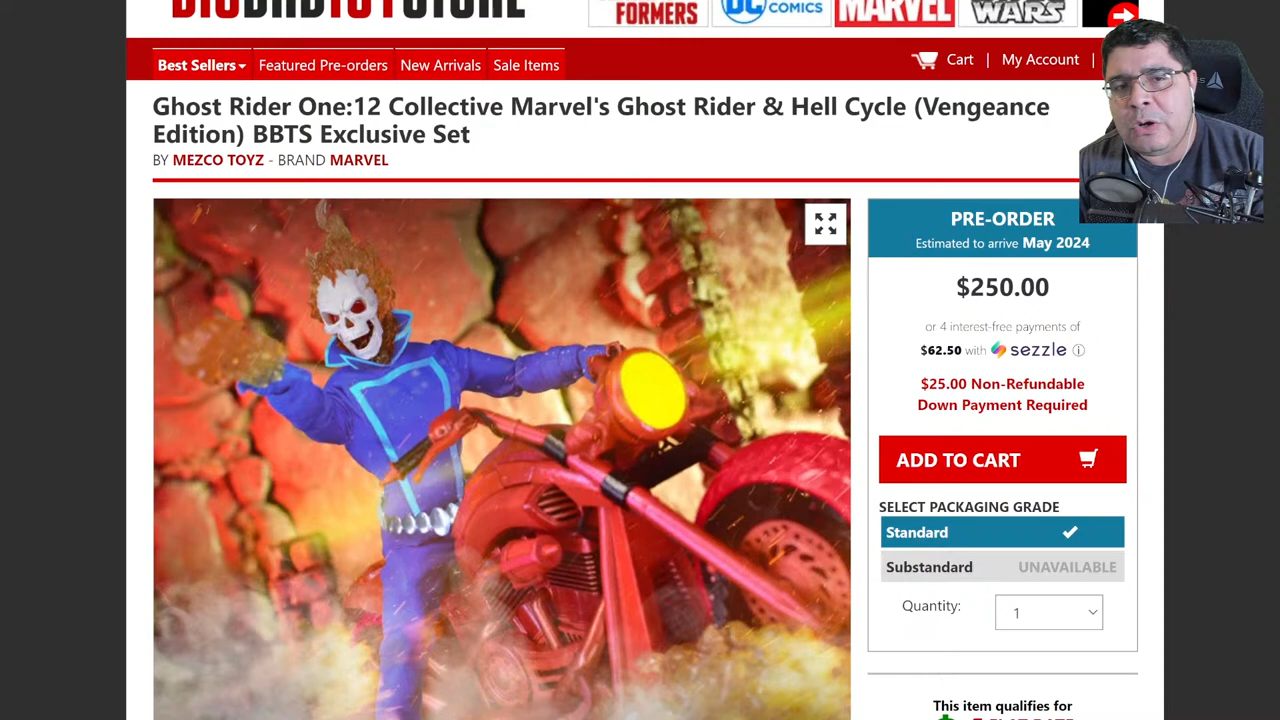 BIGBADTOYSTORE
FORMERS
COMICS
MARVEL
WARS
Best Sellers
Featured Pre-orders
New Arrivals
Sale Items
Cart | My Account |
Ghost Rider One:12 Collective Marvel's Ghost Rider & Hell Cycle (Vengeance
Edition) BBTS Exclusive Set
BY MEZCO TOYZ - BRAND MARVEL
PRE-ORDER
Estimated to arrive May 2024
$250.00
or 4 interest-free payments of
$62.50 with sezzle
$25.00 Non-Refundable
Down Payment Required
ADD TO CART
SELECT PACKAGING GRADE
Standard
Substandard UNAVAILABLE
Quantity: 1
This item qualifies for